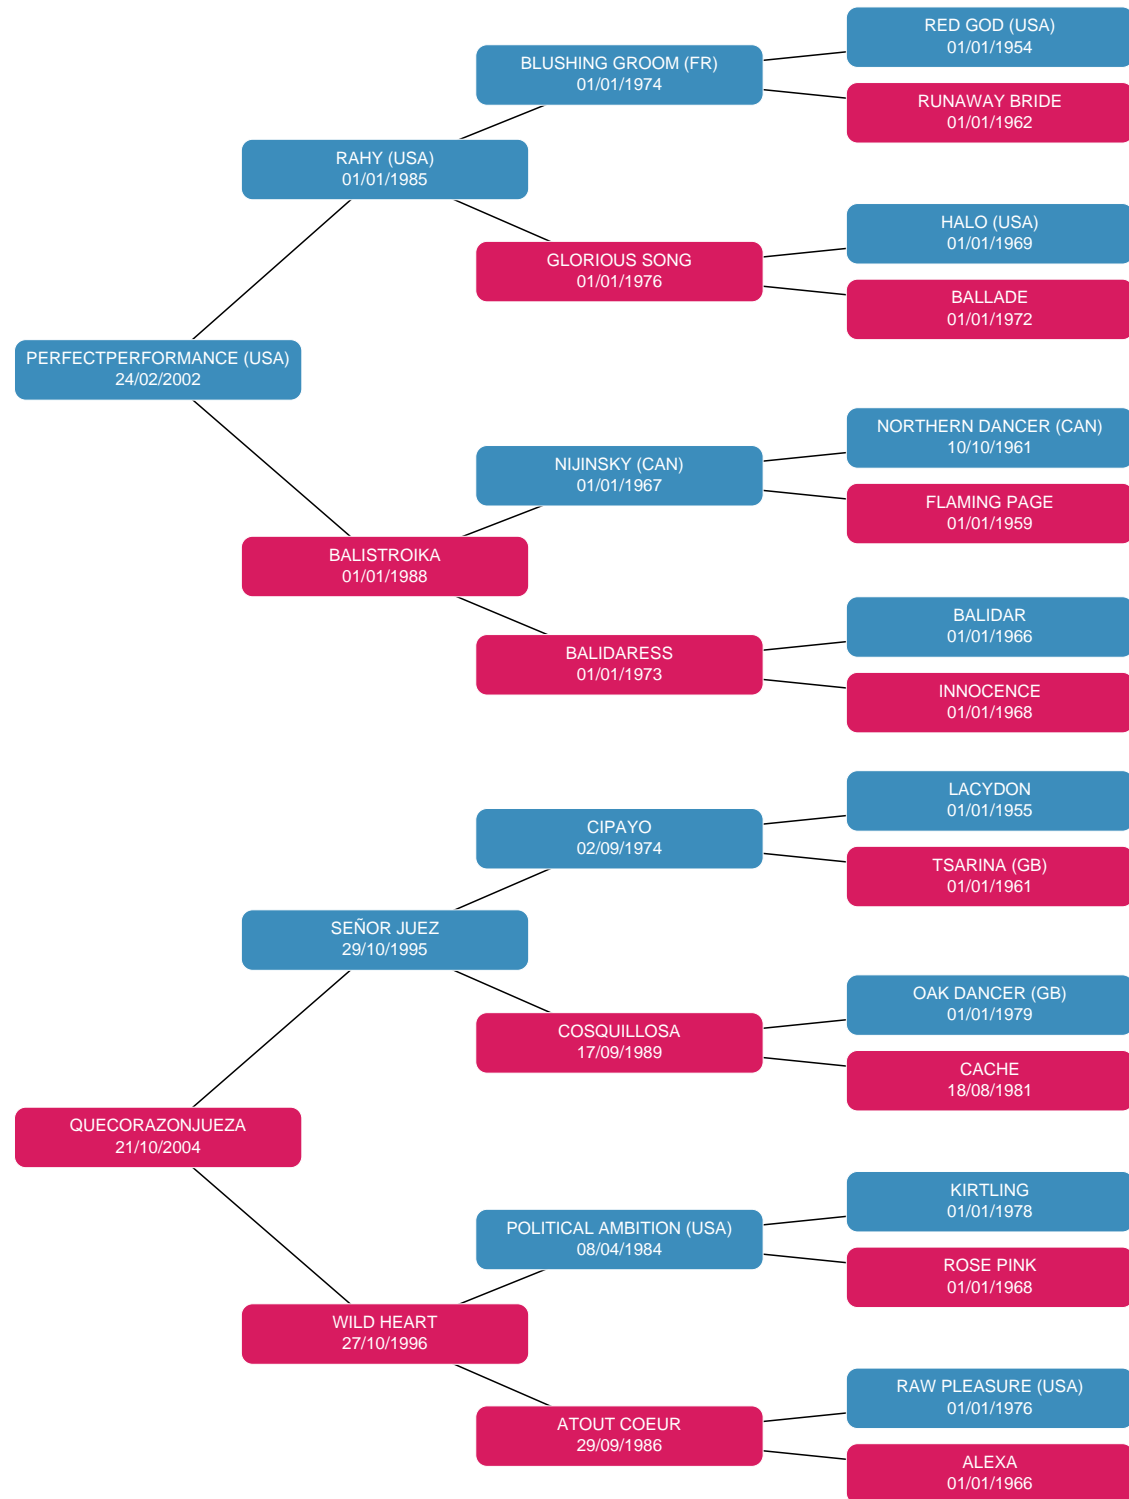 RED GOD (USA)
01/01/1954
BLUSHING GROOM (FR)
01/01/1974
RUNAWAY BRIDE
01/01/1962
RAHY (USA)
01/01/1985
HALO (USA)
01/01/1969
GLORIOUS SONG
01/01/1976
BALLADE
01/01/1972
PERFECTPERFORMANCE (USA)
24/02/2002
NORTHERN DANCER (CAN)
10/10/1961
NIJINSKY (CAN)
01/01/1967
FLAMING PAGE
01/01/1959
BALISTROIKA
01/01/1988
BALIDAR
01/01/1966
BALIDARESS
01/01/1973
INNOCENCE
01/01/1968
LACYDON
01/01/1955
CIPAYO
02/09/1974
TSARINA (GB)
01/01/1961
SEÑOR JUEZ
29/10/1995
OAK DANCER (GB)
01/01/1979
COSQUILLOSA
17/09/1989
CACHE
18/08/1981
QUECORAZONJUEZA
21/10/2004
KIRTLING
01/01/1978
POLITICAL AMBITION (USA)
08/04/1984
ROSE PINK
01/01/1968
WILD HEART
27/10/1996
RAW PLEASURE (USA)
01/01/1976
ATOUT COEUR
29/09/1986
ALEXA
01/01/1966